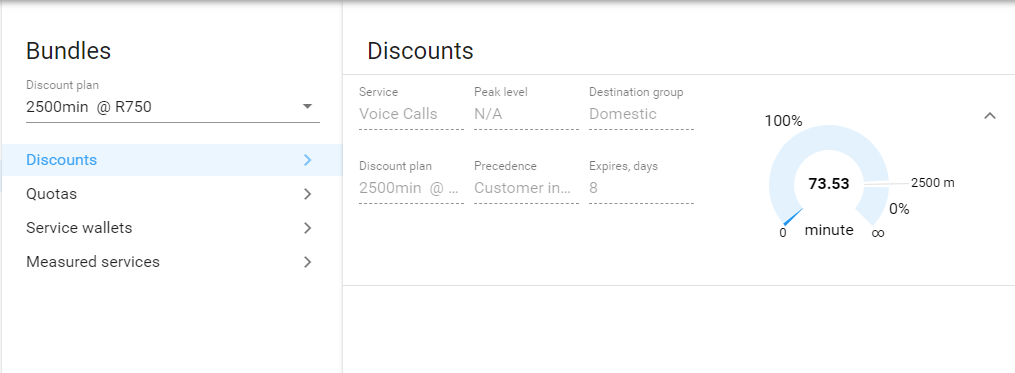 Bundles
Discount plan
2500min @ R750
Discounts
Quotas
Service wallets
Measured services
Discounts
Service Peak level Destination group
Voice Calls N/A Domestic
Discount plan Precedence Expires, days
2500min @ ... Customer in... 8
100%
73.53
2500 m
0%
0 minute ∞